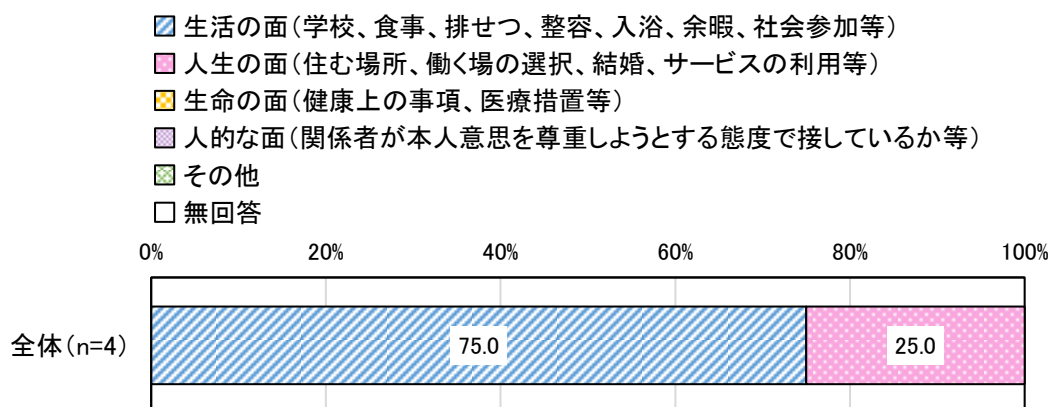 生活の面(学校、食事、排せつ、整容、入浴、余暇、社会参加等)
人生の面(住む場所、働く場の選択、結婚、サービスの利用等)
生命の面(健康上の事項、医療措置等)
人的な面(関係者が本人意思を尊重しようとする態度で接しているか等)
その他
無回答
0% 20% 40% 60% 80% 100%
全体(n=4) 75.0 25.0